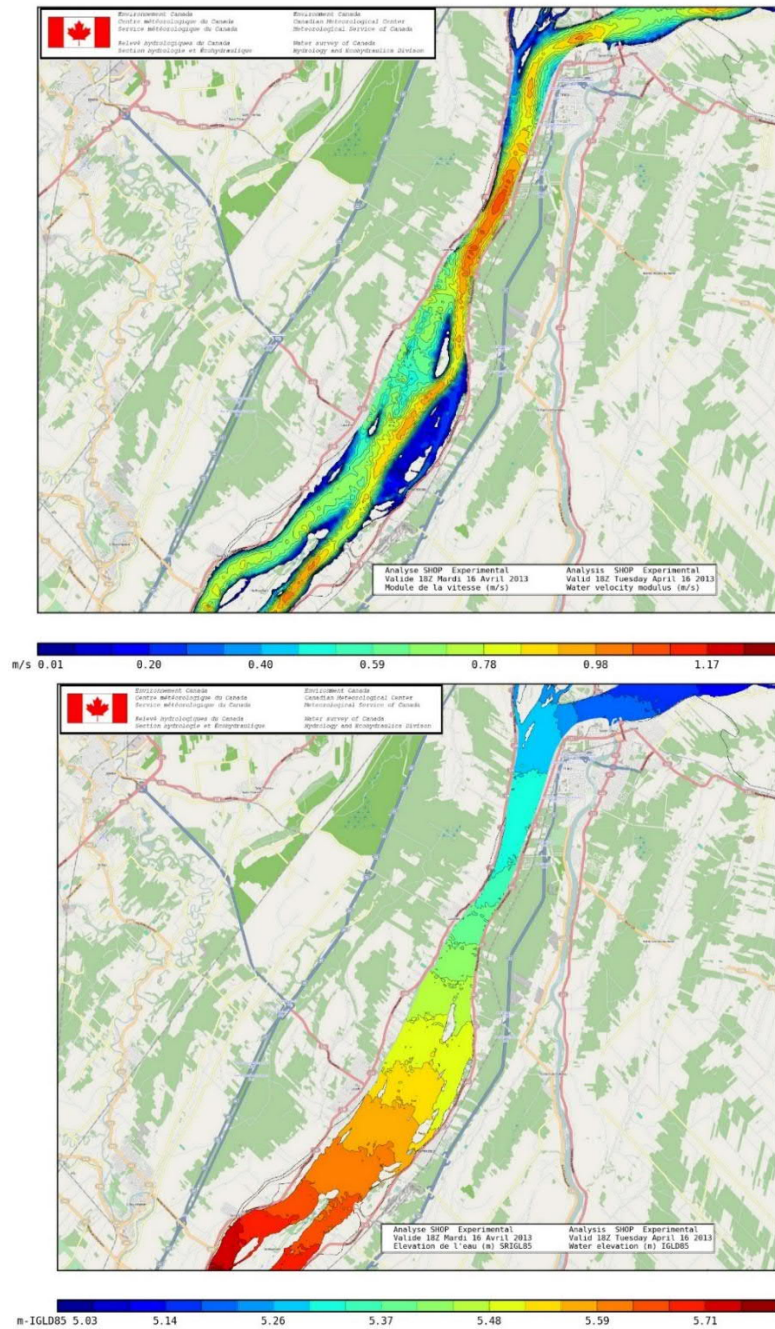 Environnement Canada
Centre météorologique du Canada
Service météorologique du Canada
Relevé hydrologiques du Canada
Section hydrologie et Écohydraulique
Environment Canada
Canadian Meteorological Center
Meteorological Service of Canada
Water survey of Canada
Hydrology and Ecohydraulics Divison
Analyse SHOP Experimental
Valide 18Z Mardi 16 Avril 2013
Module de la vitesse (m/s)
Analysis SHOP Experimental
Valid 18Z Tuesday April 16 2013
Water velocity modulus (m/s)
m/s 0.01 0.20 0.40 0.59 0.78 0.98 1.17
Environnement Canada
Centre météorologique du Canada
Service météorologique du Canada
Relevé hydrologiques du Canada
Section hydrologie et Écohydraulique
Environment Canada
Canadian Meteorological Center
Meteorological Service of Canada
Water survey of Canada
Hydrology and Ecohydraulics Divison
Analyse SHOP Experimental
Valide 18Z Mardi 16 Avril 2013
Elevation de l'eau (m) SRIGL85
Analysis SHOP Experimental
Valid 18Z Tuesday April 16 2013
Water elevation (m) IGLD85
m-IGLD85 5.03 5.14 5.26 5.37 5.48 5.59 5.71